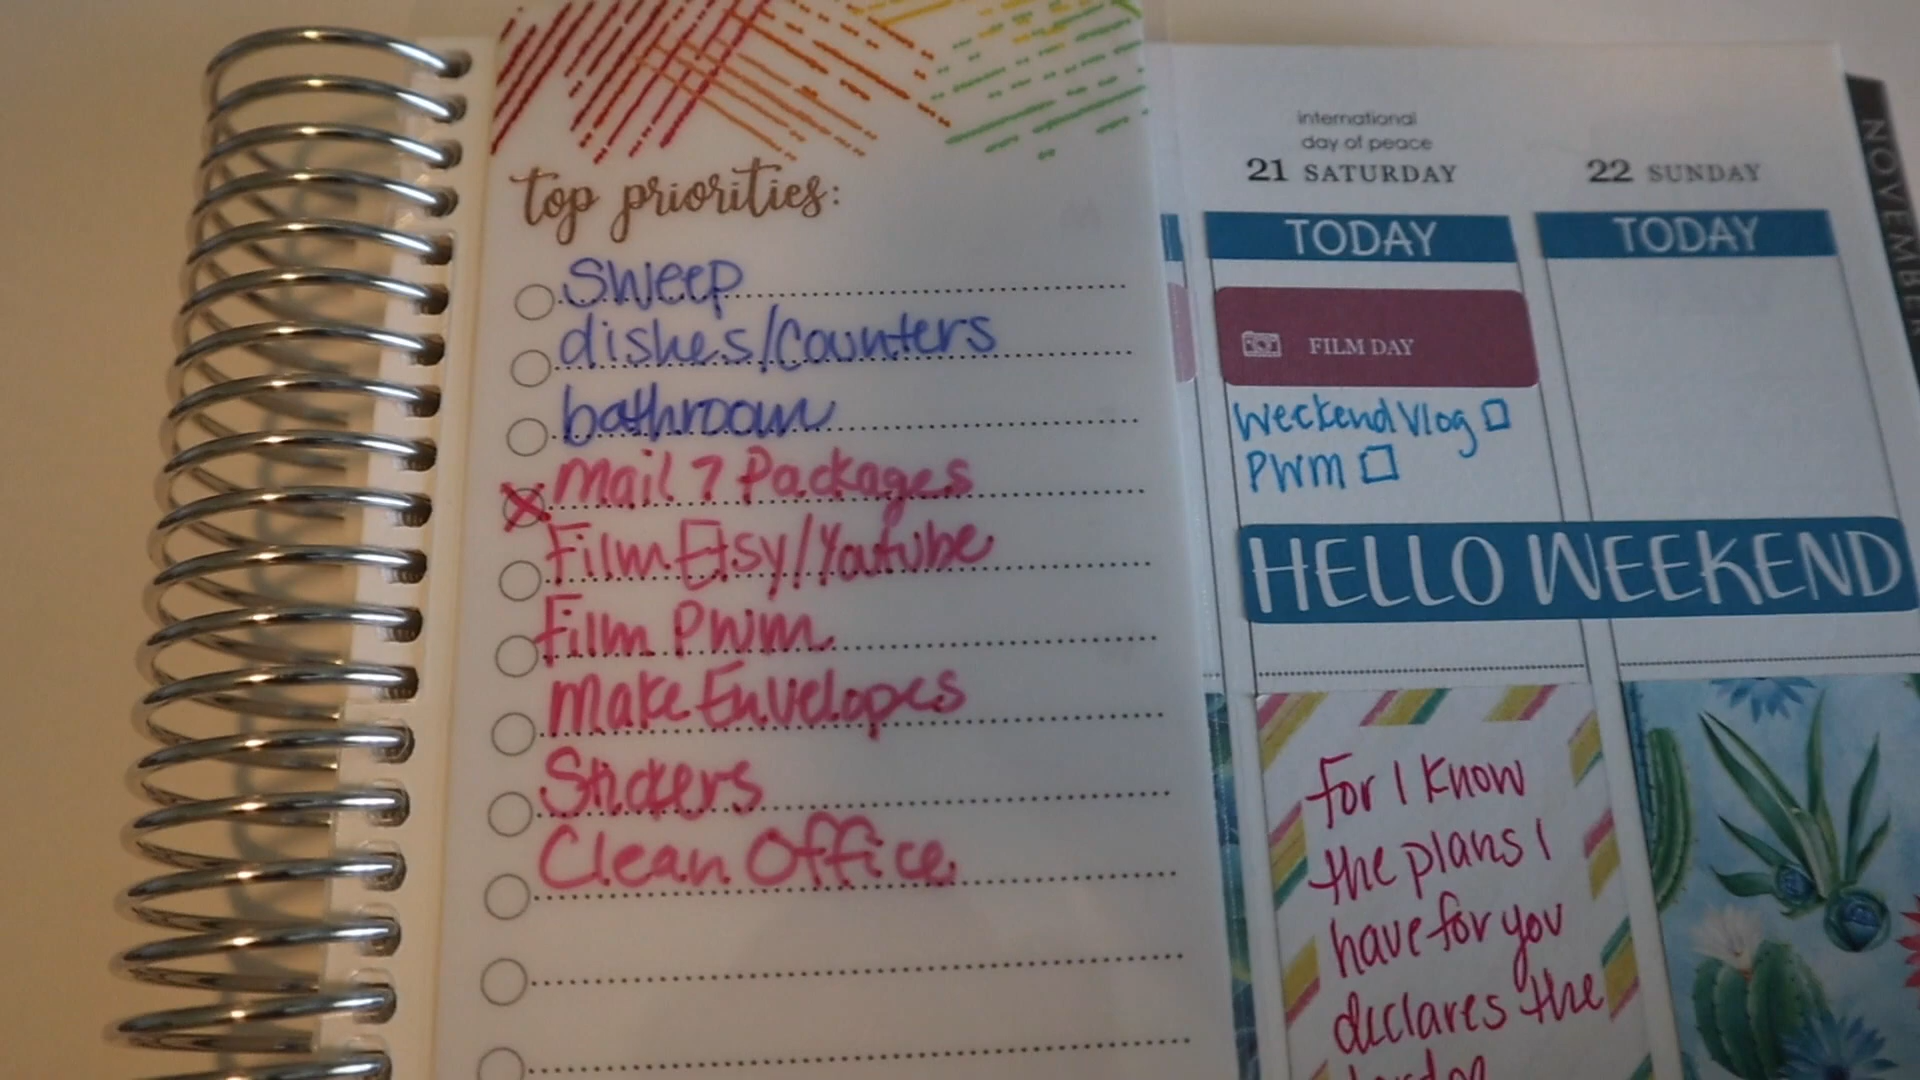 top priorities:
Sweep
dishes/Counters
bathroom
Mail 7 Packages
Film Etsy/Youtube
Film PWM
Make Envelopes
Stickers
Clean Office
international
day of peace
21 SATURDAY
TODAY
FILM DAY
Weekend Vlog
PWM
22 SUNDAY
TODAY
HELLO WEEKEND
For I know
the plans I
have for you
declares the
NOVEMBER